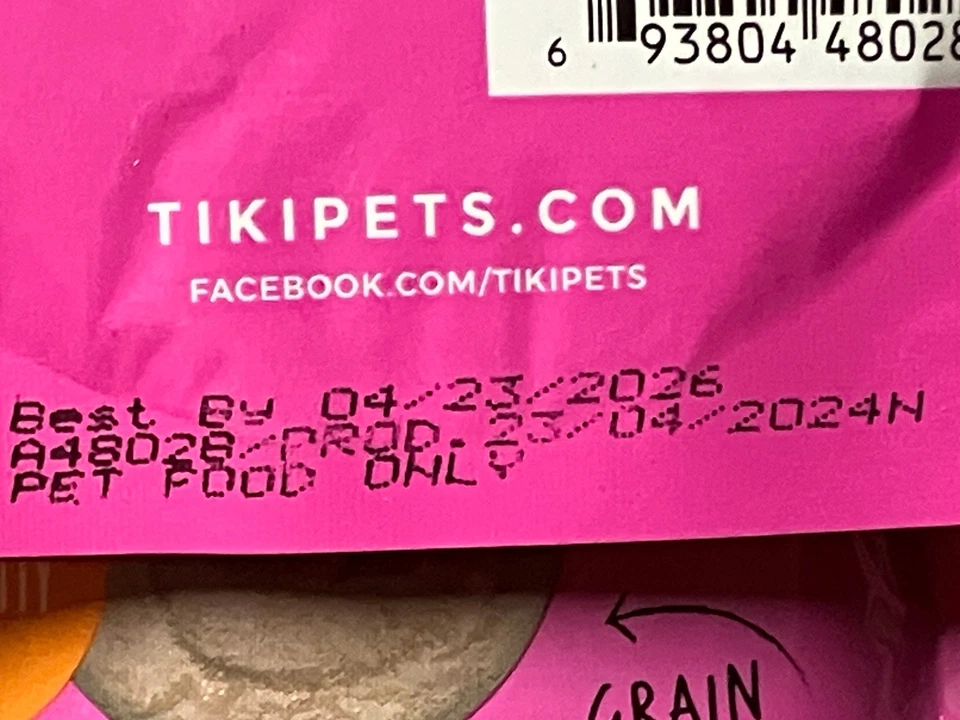 6 93804 48028
TIKIPETS.COM
FACEBOOK.COM/TIKIPETS
Best By 04/23/2026
A48028/PROD. 23/04/2024N
PET FOOD ONLY
GRAIN